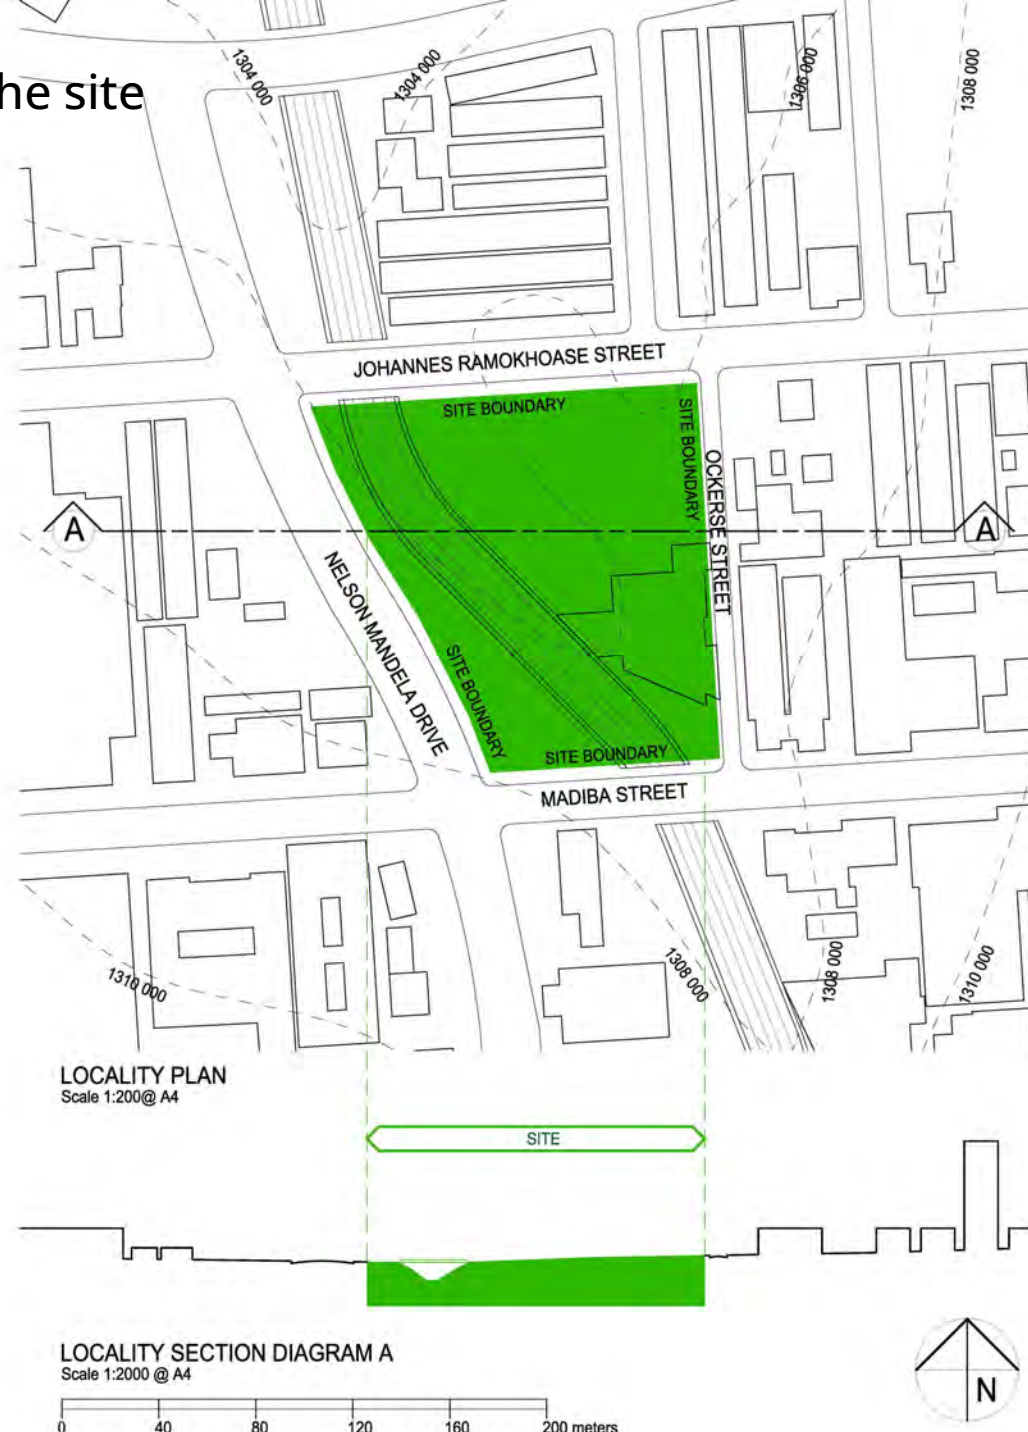 he site
1304 000
1304 000
1306 000
1308 000
JOHANNES RAMOKHOASE STREET
SITE BOUNDARY
SITE BOUNDARY
OCKERSE STREET
A
A
NELSON MANDELA DRIVE
SITE BOUNDARY
SITE BOUNDARY
MADIBA STREET
1310 000
1308 000
1308 000
1310 000
LOCALITY PLAN
Scale 1:200@ A4
SITE
LOCALITY SECTION DIAGRAM A
Scale 1:2000 @ A4
N
0 40 80 120 160 200 meters